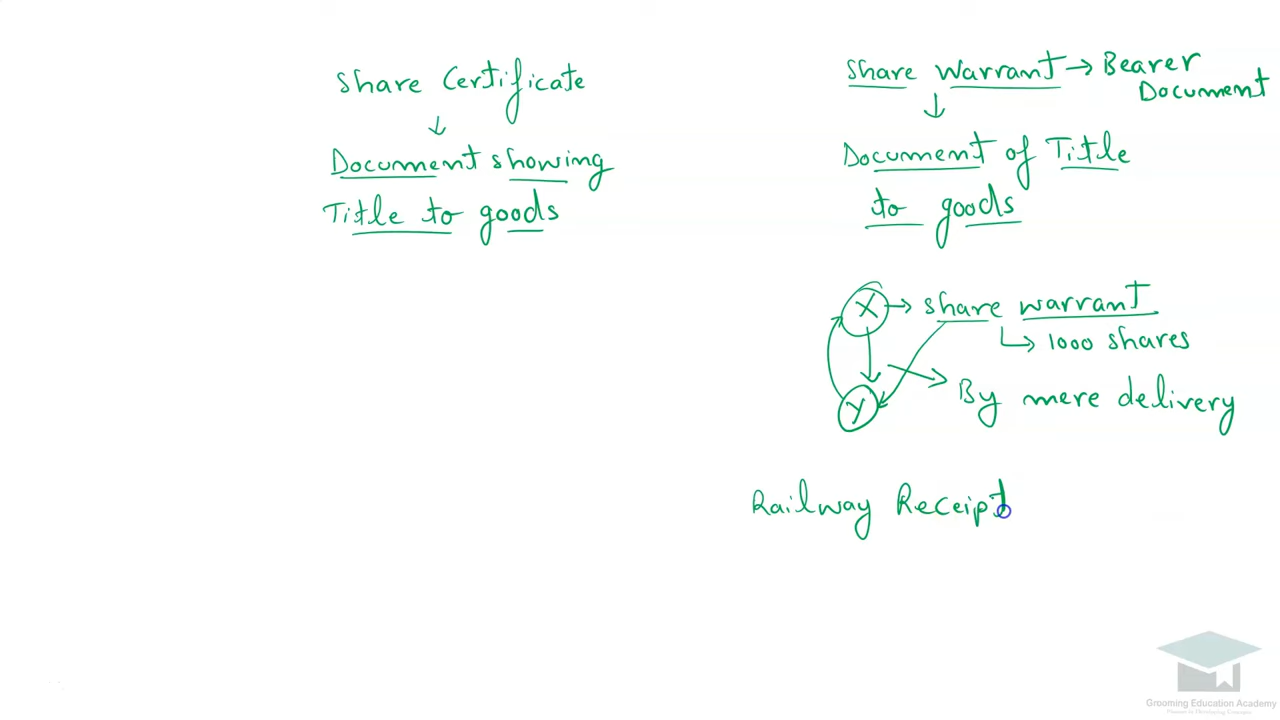 Share Certificate
Document showing
Title to goods
Share Warrant → Bearer
Document
Document of Title
to goods
X → share warrant
↳ 1000 shares
Y
By mere delivery
Railway Receipt
Grooming Education Academy